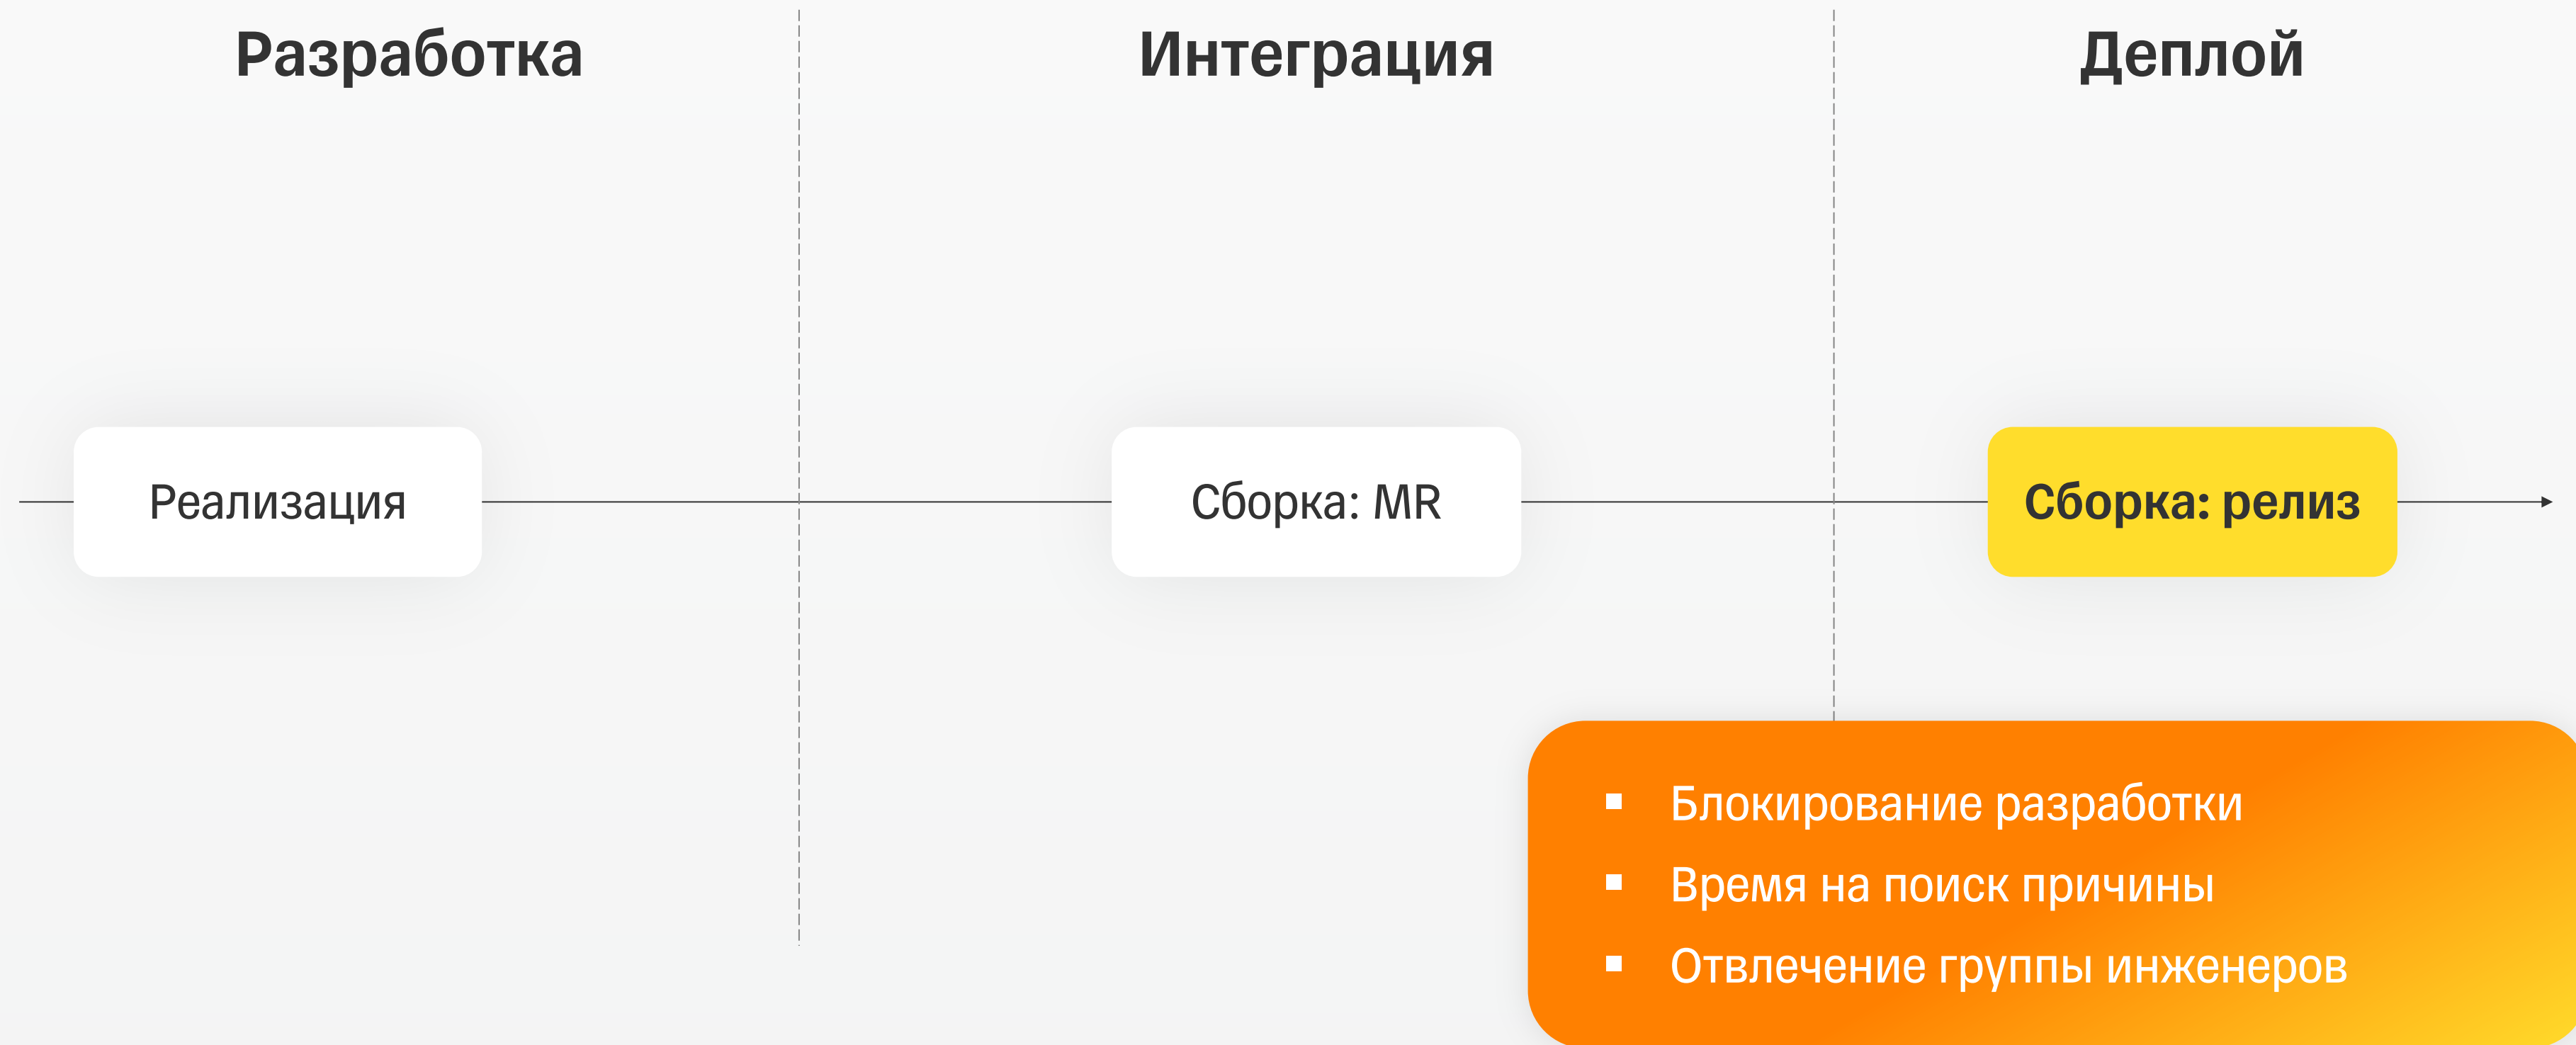 Разработка
Интеграция
Деплой
Реализация
Сборка: MR
Сборка: релиз
Блокирование разработки
Время на поиск причины
Отвлечение группы инженеров